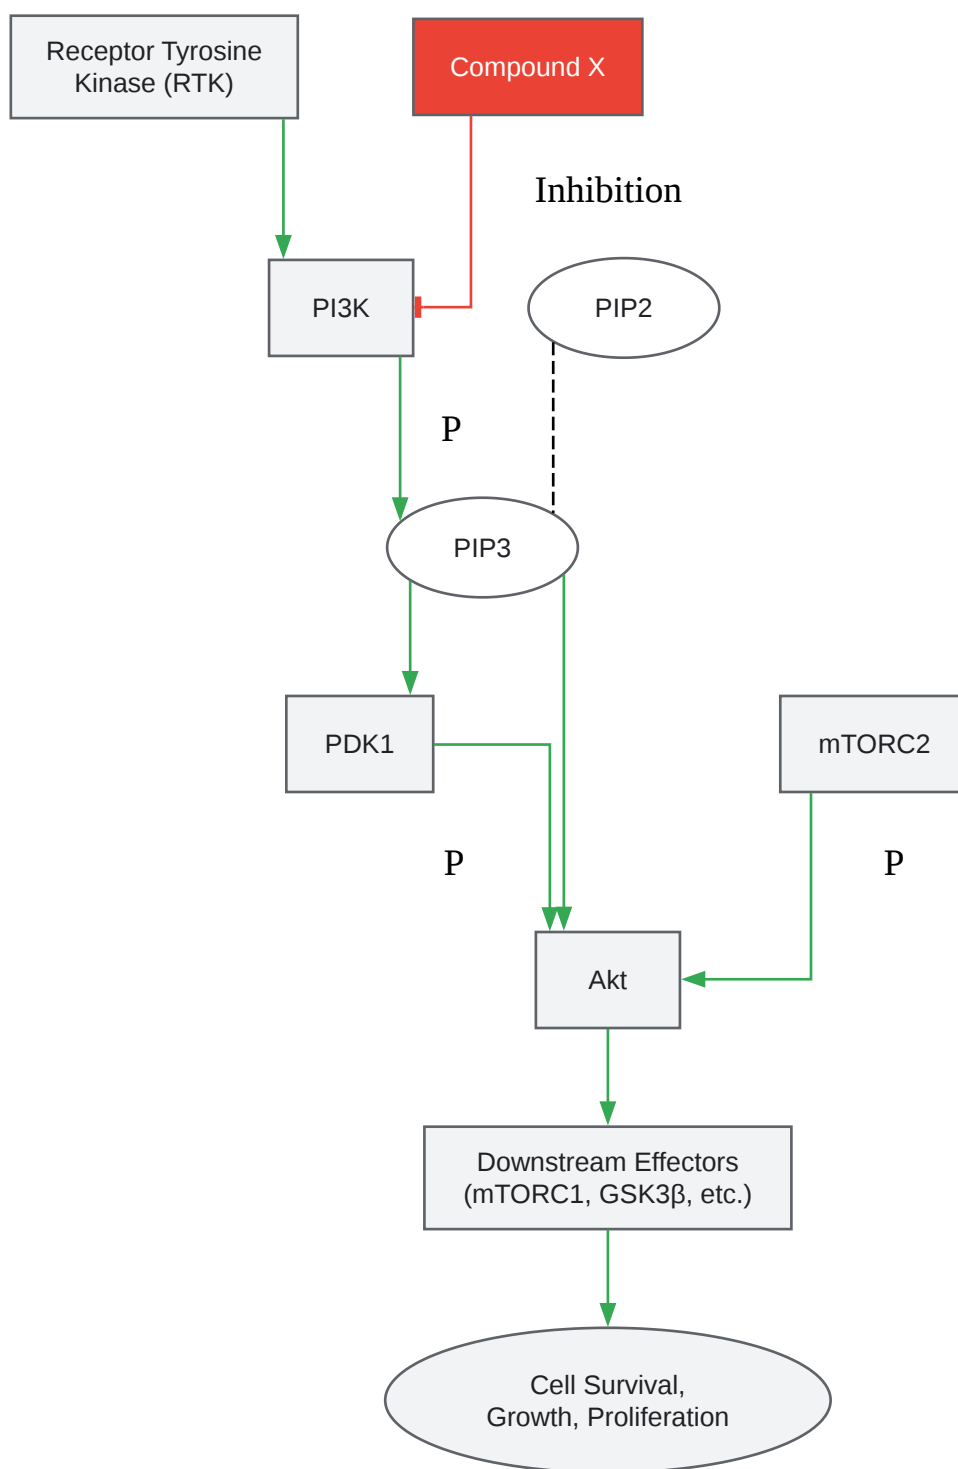 Receptor Tyrosine
Kinase (RTK)
Compound X
Inhibition
PI3K
PIP2
P
PIP3
PDK1
mTORC2
P
P
Akt
Downstream Effectors
(mTORC1, GSK3β, etc.)
Cell Survival,
Growth, Proliferation